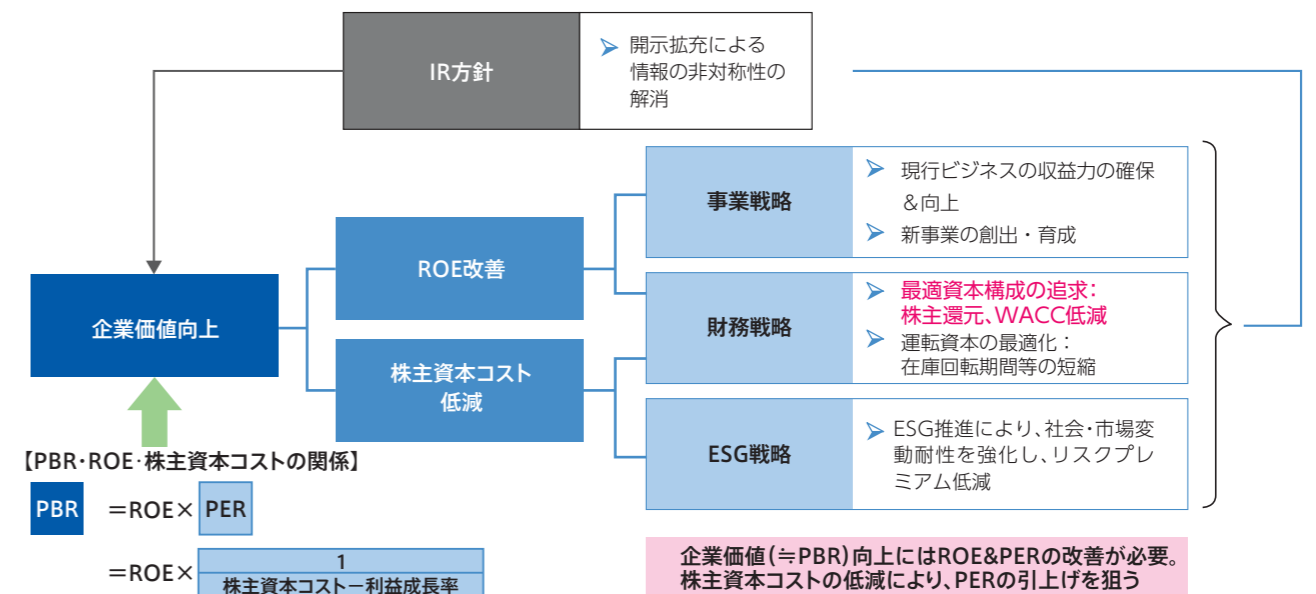 IR方針
➢ 開示拡充による
情報の非対称性の
解消
事業戦略
➢ 現行ビジネスの収益力の確保
＆向上
➢ 新事業の創出・育成
ROE改善
企業価値向上
財務戦略
➢ 最適資本構成の追求：
株主還元、WACC低減
➢ 運転資本の最適化：
在庫回転期間等の短縮
株主資本コスト
低減
ESG戦略
➢ ESG推進により、社会・市場変
動耐性を強化し、リスクプレ
ミアム低減
【PBR・ROE・株主資本コストの関係】
PBR ＝ROE× PER
＝ROE×
1
株主資本コスト－利益成長率
企業価値（≒PBR）向上にはROE&PERの改善が必要。
株主資本コストの低減により、PERの引上げを狙う